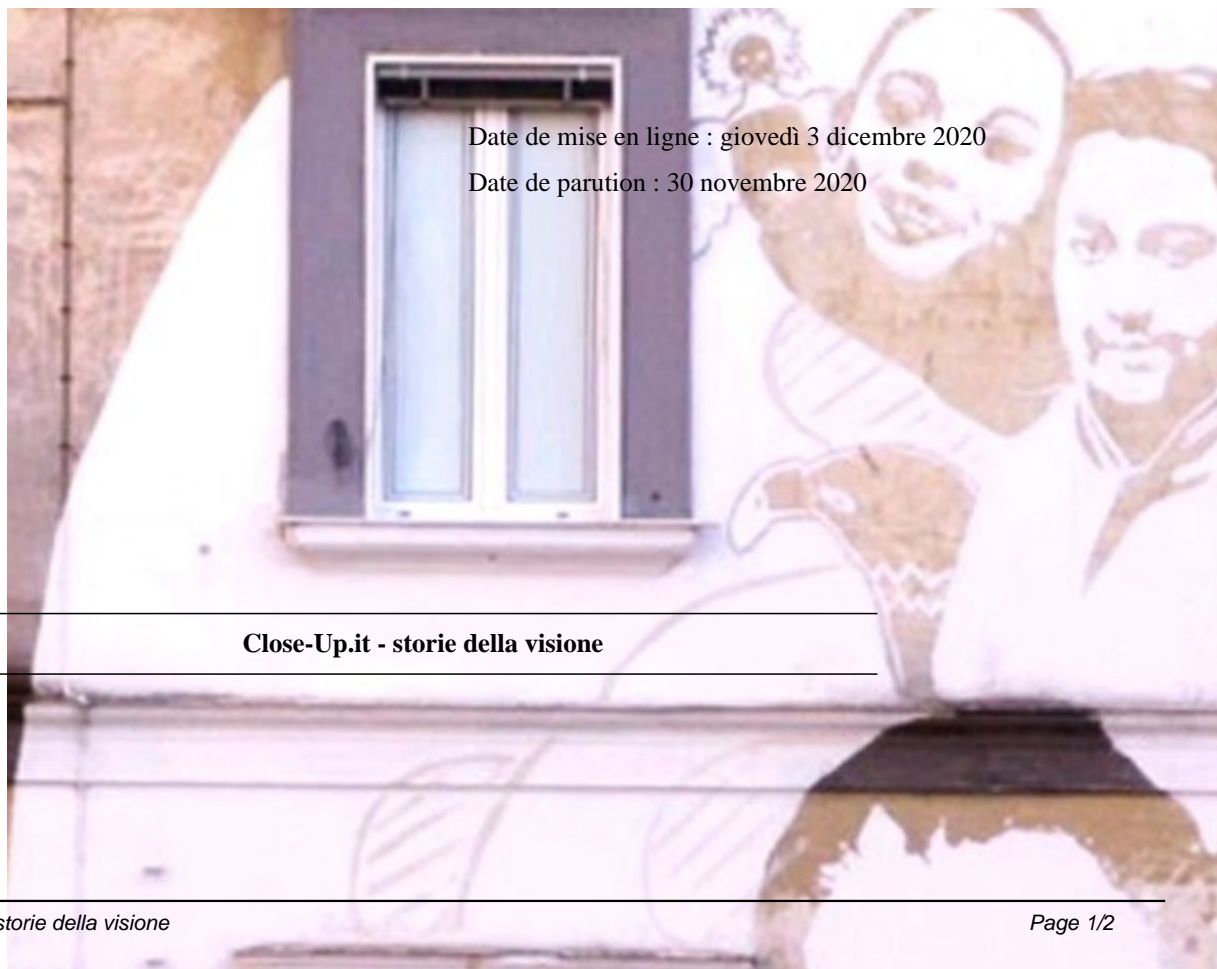 Date de mise en ligne : giovedì 3 dicembre 2020
Date de parution : 30 novembre 2020
Close-Up.it - storie della visione
storie della visione
Page 1/2